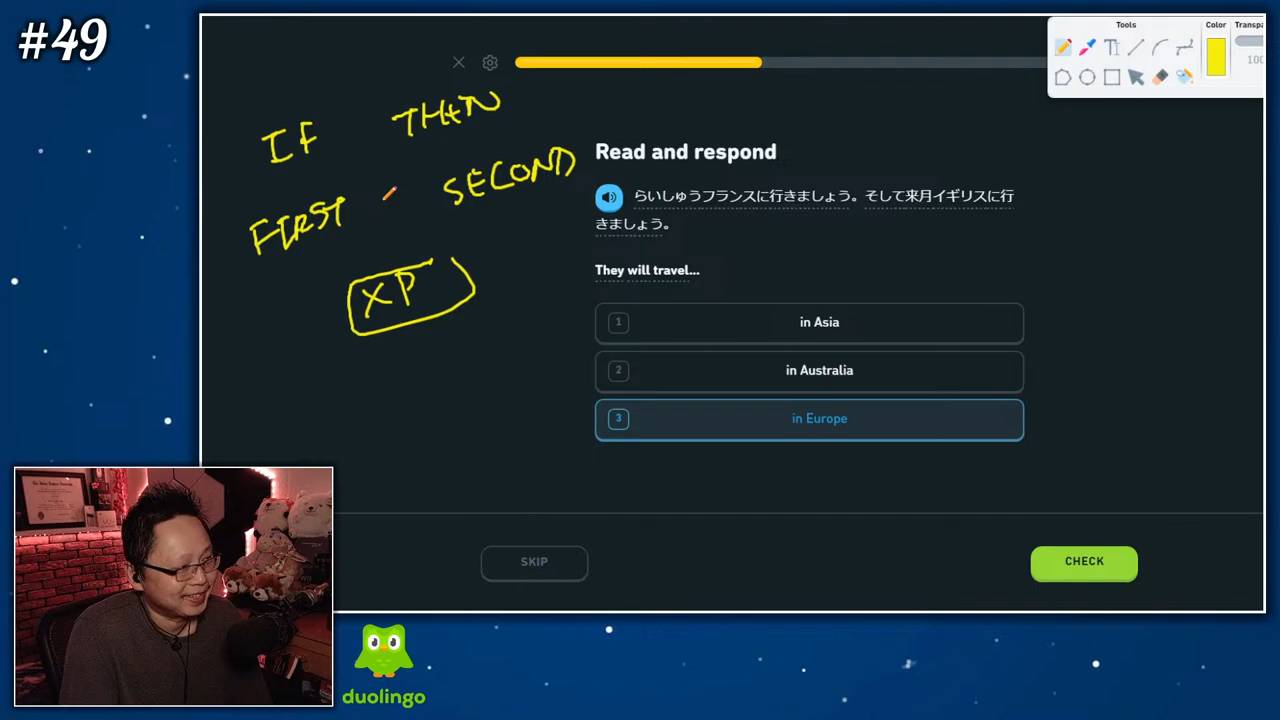 #49
Tools
Color
Transpa
100
IF THEN
FIRST SECOND
XP
Read and respond
らいしゅうフランスに行きましょう。そして来月イギリスに行
きましょう。
They will travel...
1 in Asia
2 in Australia
3 in Europe
SKIP
CHECK
duolingo